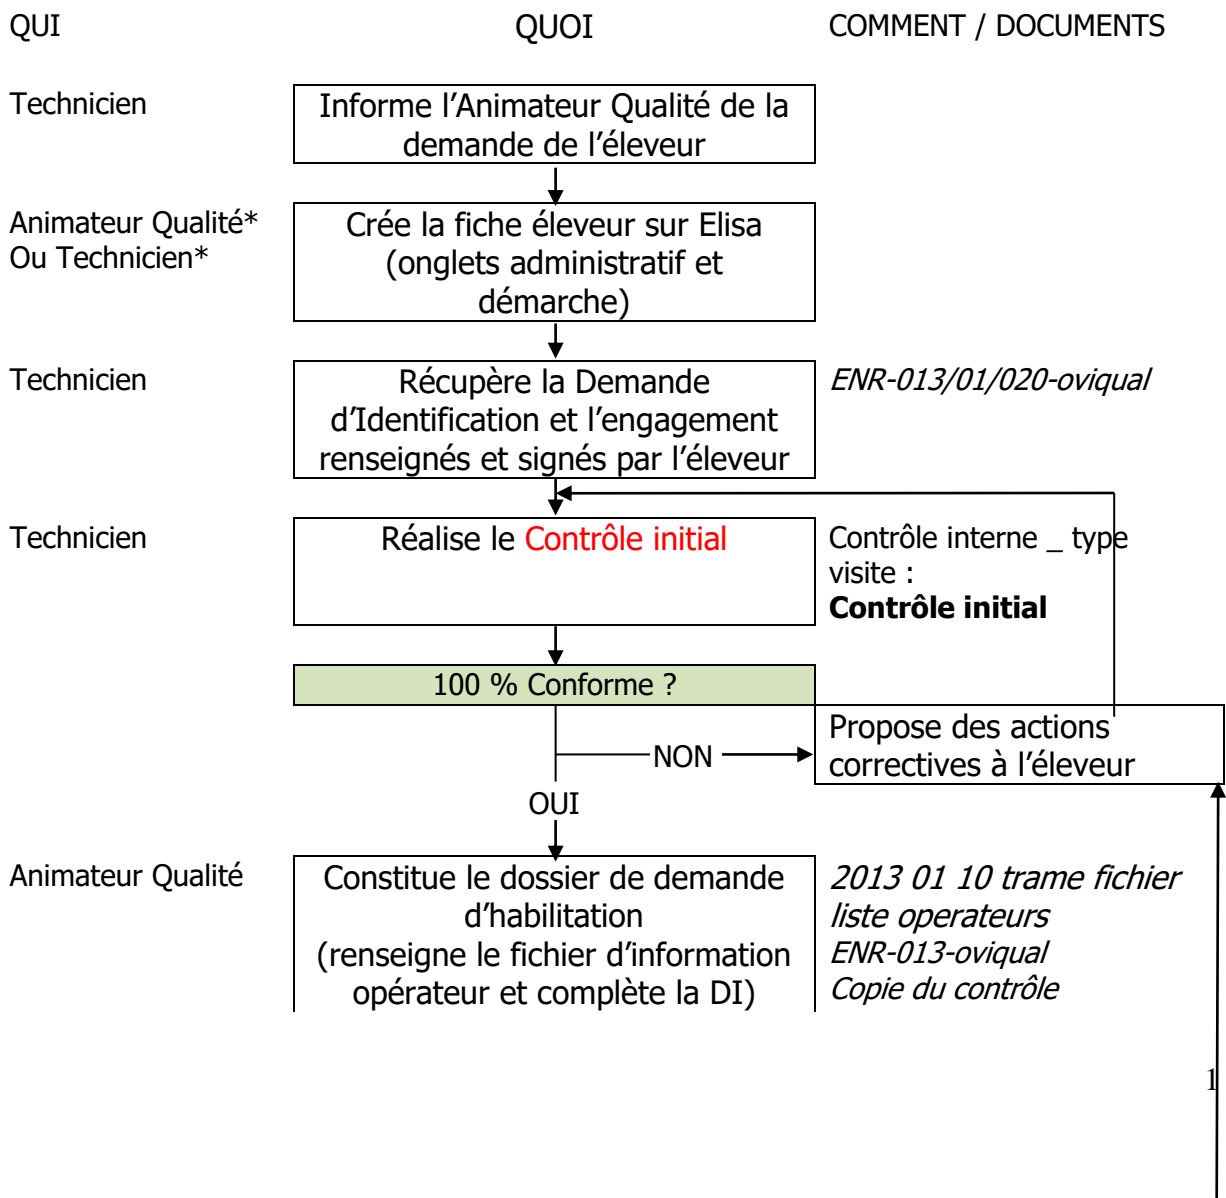 QUI
QUOI
COMMENT / DOCUMENTS
Technicien
Informe l’Animateur Qualité de la
demande de l’éleveur
Animateur Qualité*
Ou Technicien*
Crée la fiche éleveur sur Elisa
(onglets administratif et
démarche)
Technicien
Récupère la Demande
d’Identification et l’engagement
renseignés et signés par l’éleveur
ENR-013/01/020-oviqual
Technicien
Réalise le Contrôle initial
Contrôle interne _ type
visite :
Contrôle initial
100 % Conforme ?
NON
Propose des actions
correctives à l’éleveur
OUI
Animateur Qualité
Constitue le dossier de demande
d’habilitation
(renseigne le fichier d’information
opérateur et complète la DI)
2013 01 10 trame fichier
liste operateurs
ENR-013-oviqual
Copie du contrôle
1